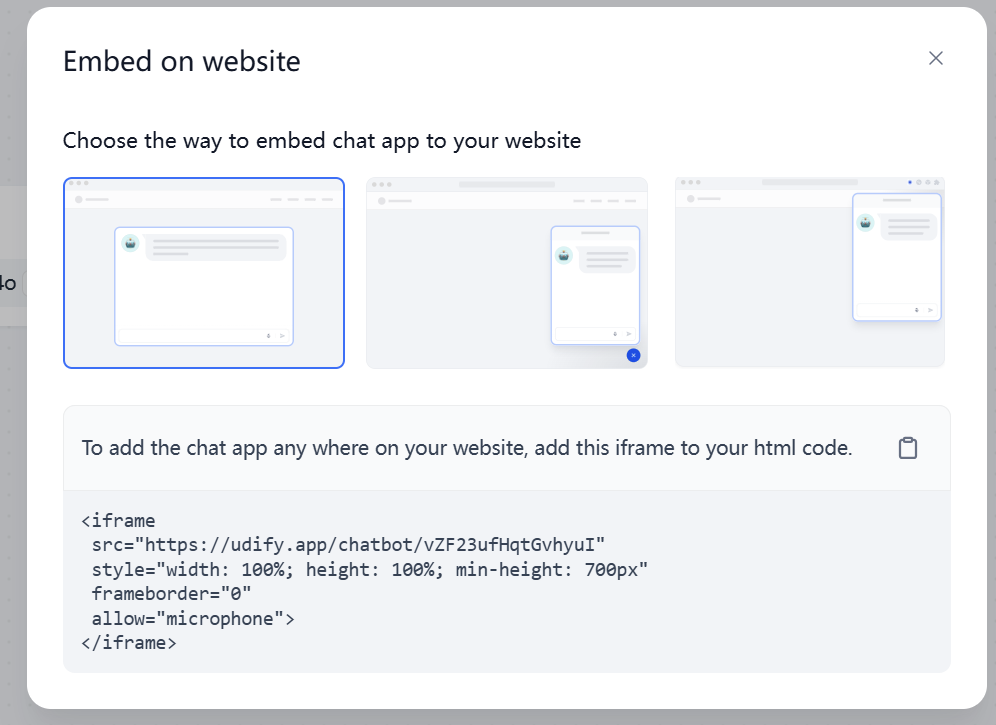 Embed on website
Choose the way to embed chat app to your website
4o
To add the chat app any where on your website, add this iframe to your html code.
<iframe
src="https://udify.app/chatbot/vZF23ufHqtGvhyuI"
style="width: 100%; height: 100%; min-height: 700px"
frameborder="0"
allow="microphone">
</iframe>